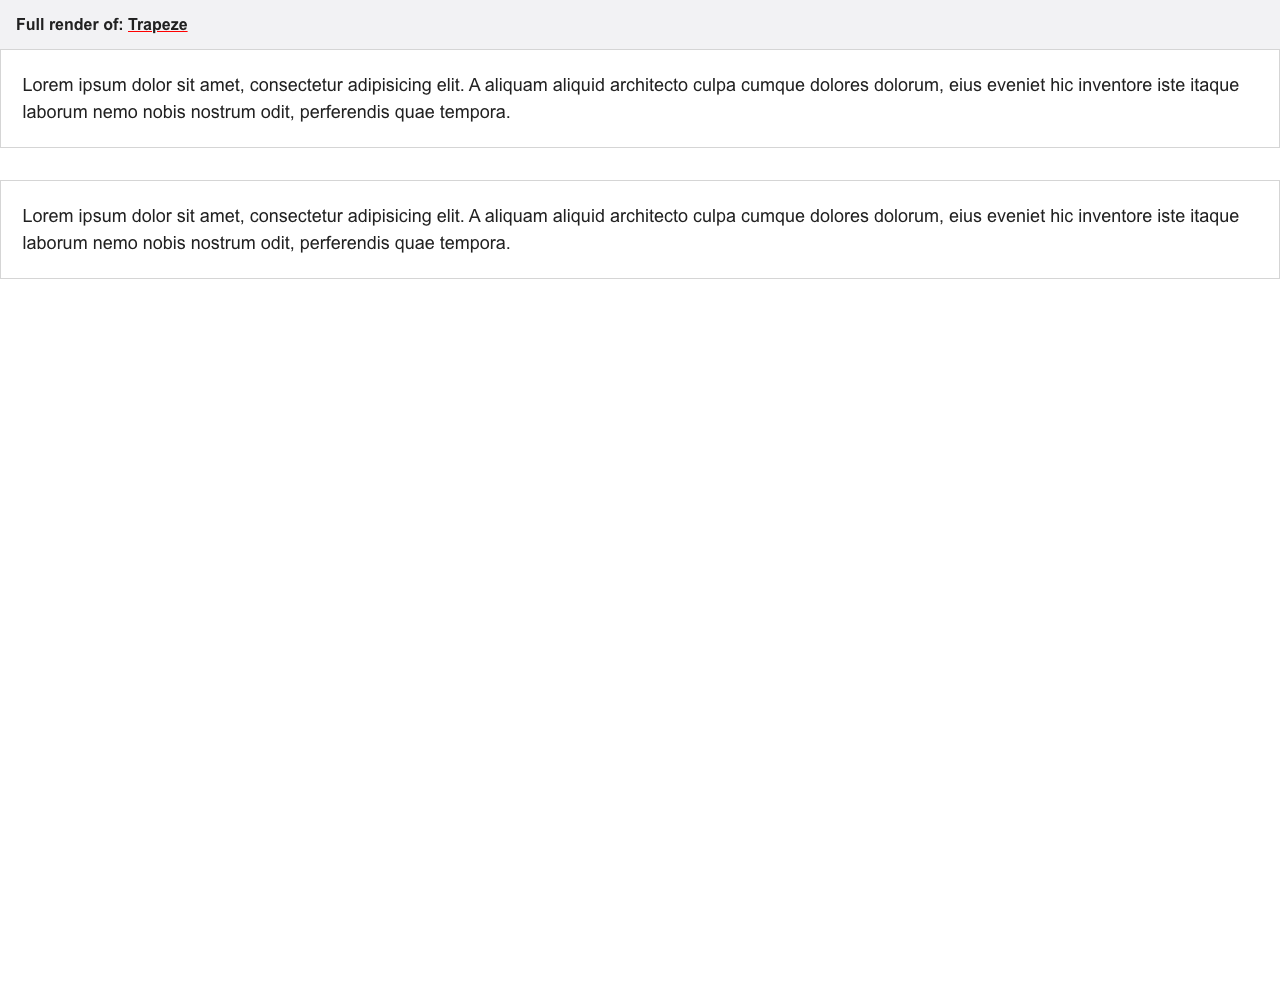 Full render of: Trapeze
Lorem ipsum dolor sit amet, consectetur adipisicing elit. A aliquam aliquid architecto culpa cumque dolores dolorum, eius eveniet hic inventore iste itaque
laborum nemo nobis nostrum odit, perferendis quae tempora.
Lorem ipsum dolor sit amet, consectetur adipisicing elit. A aliquam aliquid architecto culpa cumque dolores dolorum, eius eveniet hic inventore iste itaque
laborum nemo nobis nostrum odit, perferendis quae tempora.